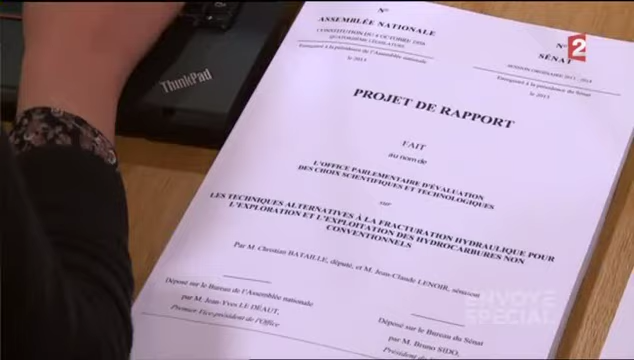 2
ThinkPad
N°
ASSEMBLÉE NATIONALE
CONSTITUTION DU 4 OCTOBRE 1958
QUATORZIÈME LÉGISLATURE
Enregistré à la présidence de l'Assemblée nationale
le 2013
N°
SÉNAT
SESSION ORDINAIRE 2013 - 2014
Enregistré à la présidence du Sénat
le 2013
PROJET DE RAPPORT
FAIT
au nom de
L'OFFICE PARLEMENTAIRE D'ÉVALUATION
DES CHOIX SCIENTIFIQUES ET TECHNOLOGIQUES
sur
LES TECHNIQUES ALTERNATIVES À LA FRACTURATION HYDRAULIQUE POUR
L'EXPLORATION ET L'EXPLOITATION DES HYDROCARBURES NON
CONVENTIONNELS
Par M. Christian BATAILLE, député, et M. Jean-Claude LENOIR, sénateur
Déposé sur le Bureau de l'Assemblée nationale
par M. Jean-Yves LE DÉAUT,
Premier Vice-président de l'Office
Déposé sur le Bureau du Sénat
par M. Bruno SIDO,
Président de
ENVOYÉ
SPÉCIAL